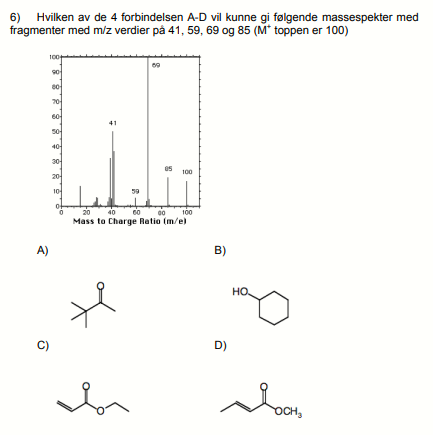 6) Hvilken av de 4 forbindelsen A-D vil kunne gi følgende massespekter med
fragmenter med m/z verdier på 41, 59, 69 og 85 (M⁺ toppen er 100)
100
90
80
70
60
50
40
30
20
10
0
69
41
85
100
59
0 20 40 60 80 100
Mass to Charge Ratio (m/e)
A) B)
O
HO
C) D)
O
O
O
OCH₃